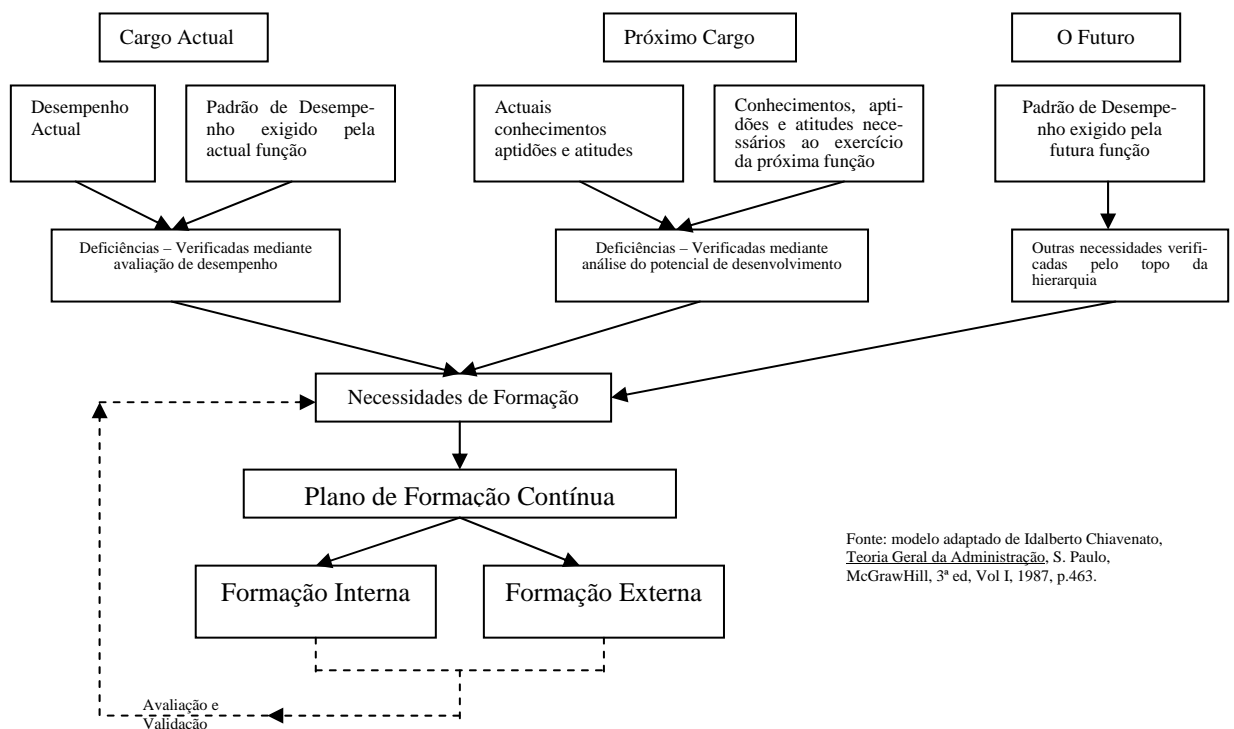 Cargo Actual
Próximo Cargo
O Futuro
Desempenho
Actual
Padrão de Desempe-
nho exigido pela
actual função
Actuais
conhecimentos
aptidões e atitudes
Conhecimentos, apti-
dões e atitudes neces-
sários ao exercício
da próxima função
Padrão de Desempe-
nho exigido pela
futura função
Deficiências – Verificadas mediante
avaliação de desempenho
Deficiências – Verificadas mediante
análise do potencial de desenvolvimento
Outras necessidades verifi-
cadas pelo topo da
hierarquia
Necessidades de Formação
Plano de Formação Contínua
Formação Interna
Formação Externa
Fonte: modelo adaptado de Idalberto Chiavenato,
Teoria Geral da Administração, S. Paulo,
McGrawHill, 3ª ed, Vol I, 1987, p.463.
Avaliação e
Validação